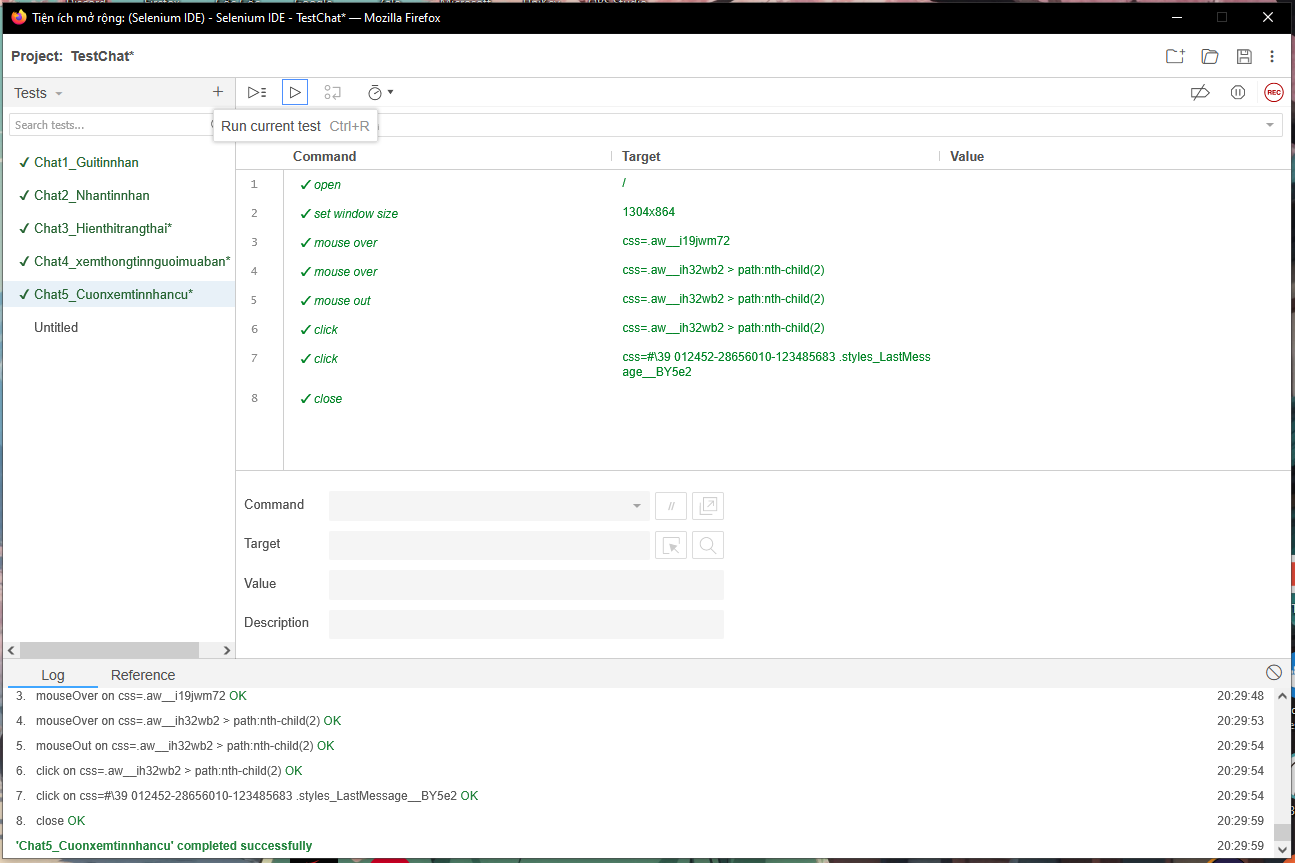 Tiện ích mở rộng: (Selenium IDE) - Selenium IDE - TestChat* — Mozilla Firefox
Project: TestChat*
Tests
REC
Search tests...
Run current test Ctrl+R
Command Target Value
Chat1_Guitinnhan
Chat2_Nhantinnhan
Chat3_Hienthitrangthai*
Chat4_xemthongtinnguoimuaban*
Chat5_Cuonxemtinnhancu*
Untitled
1 open /
2 set window size 1304x864
3 mouse over css=.aw__i19jwm72
4 mouse over css=.aw__ih32wb2 > path:nth-child(2)
5 mouse out css=.aw__ih32wb2 > path:nth-child(2)
6 click css=.aw__ih32wb2 > path:nth-child(2)
7 click css=#\39 012452-28656010-123485683 .styles_LastMess
age__BY5e2
8 close
Command //
Target
Value
Description
Log Reference
3. mouseOver on css=.aw__i19jwm72 OK 20:29:48
4. mouseOver on css=.aw__ih32wb2 > path:nth-child(2) OK 20:29:53
5. mouseOut on css=.aw__ih32wb2 > path:nth-child(2) OK 20:29:54
6. click on css=.aw__ih32wb2 > path:nth-child(2) OK 20:29:54
7. click on css=#\39 012452-28656010-123485683 .styles_LastMessage__BY5e2 OK 20:29:54
8. close OK 20:29:59
'Chat5_Cuonxemtinnhancu' completed successfully 20:29:59